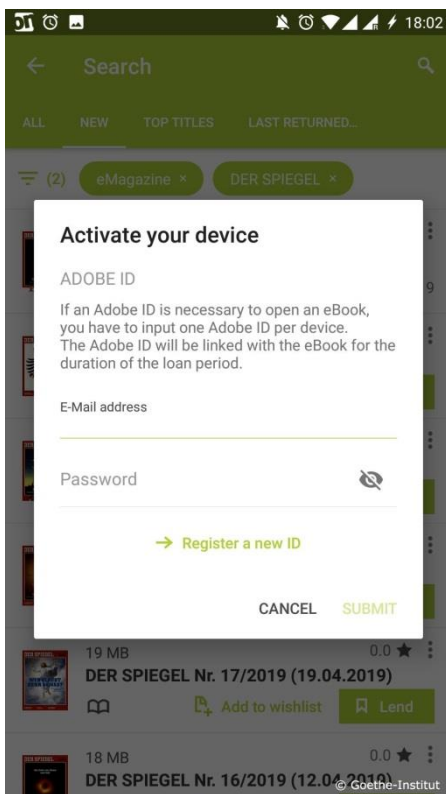 18:02
Search
ALL NEW TOP TITLES LAST RETURNED...
(2) eMagazine × DER SPIEGEL ×
Activate your device
9
ADOBE ID
If an Adobe ID is necessary to open an eBook,
you have to input one Adobe ID per device.
The Adobe ID will be linked with the eBook for the
duration of the loan period.
E-Mail address
Password
→ Register a new ID
CANCEL SUBMIT
19 MB 0.0 ★
DER SPIEGEL Nr. 17/2019 (19.04.2019)
Add to wishlist Lend
18 MB 0.0 ★
DER SPIEGEL Nr. 16/2019 (12.04.2019)
© Goethe-Institut